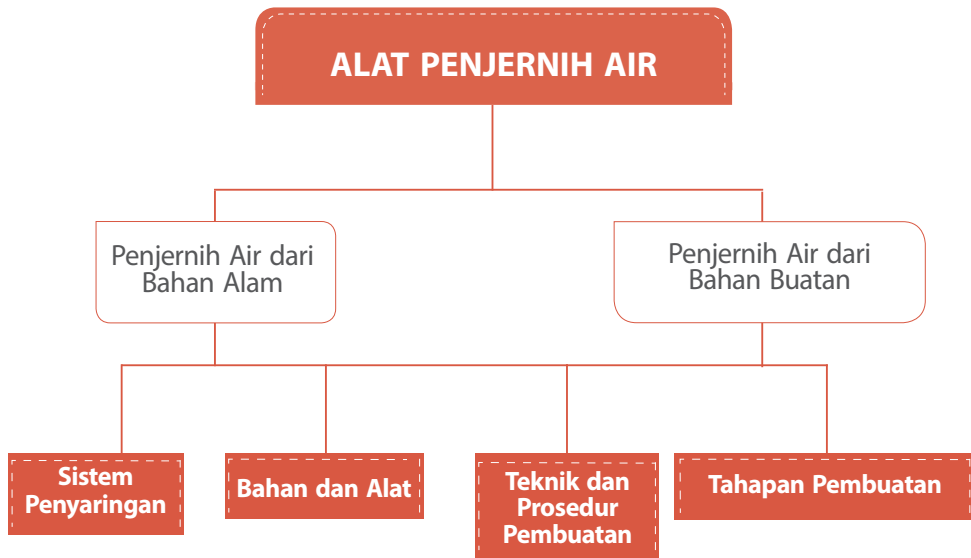 ALAT PENJERNIH AIR
Penjernih Air dari
Bahan Alam
Penjernih Air dari
Bahan Buatan
Sistem
Penyaringan
Bahan dan Alat
Teknik dan
Prosedur
Pembuatan
Tahapan Pembuatan